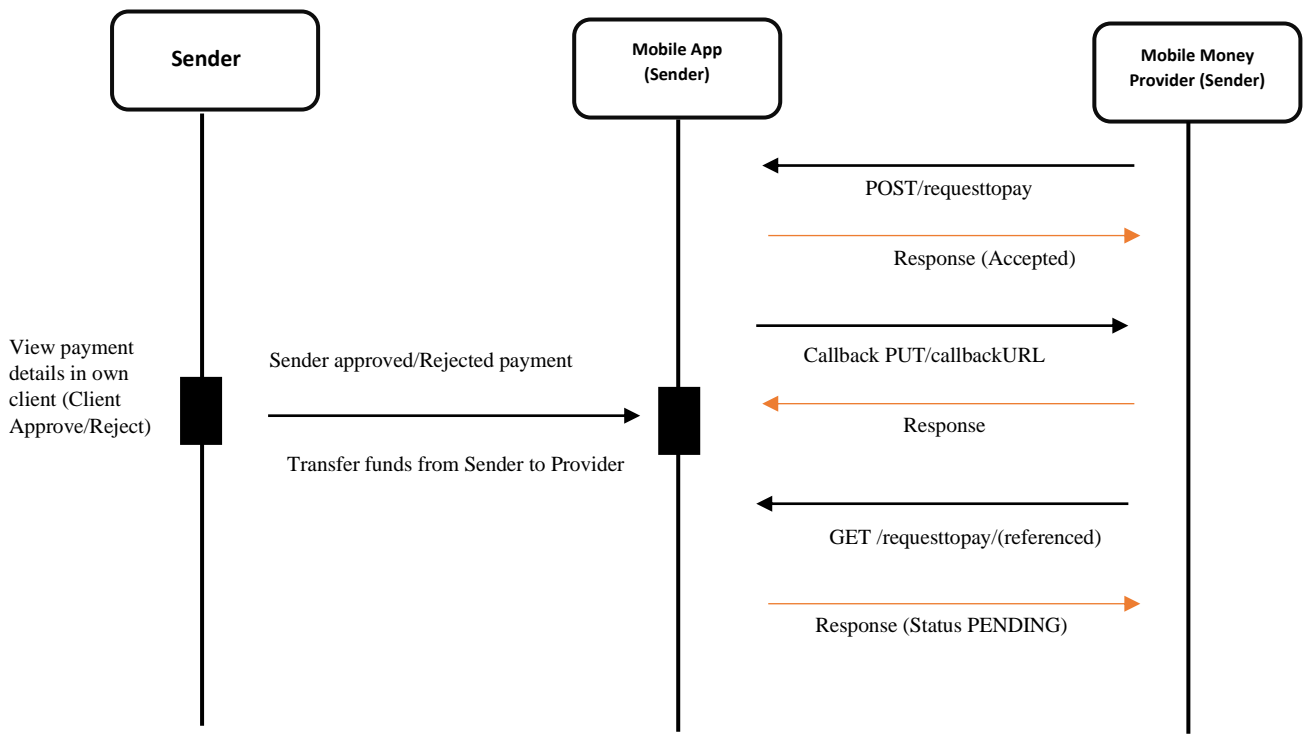 Sender
Mobile App
(Sender)
Mobile Money
Provider (Sender)
POST/requesttopay
Response (Accepted)
View payment
details in own
client (Client
Approve/Reject)
Sender approved/Rejected payment
Transfer funds from Sender to Provider
Callback PUT/callbackURL
Response
GET /requesttopay/(referenced)
Response (Status PENDING)